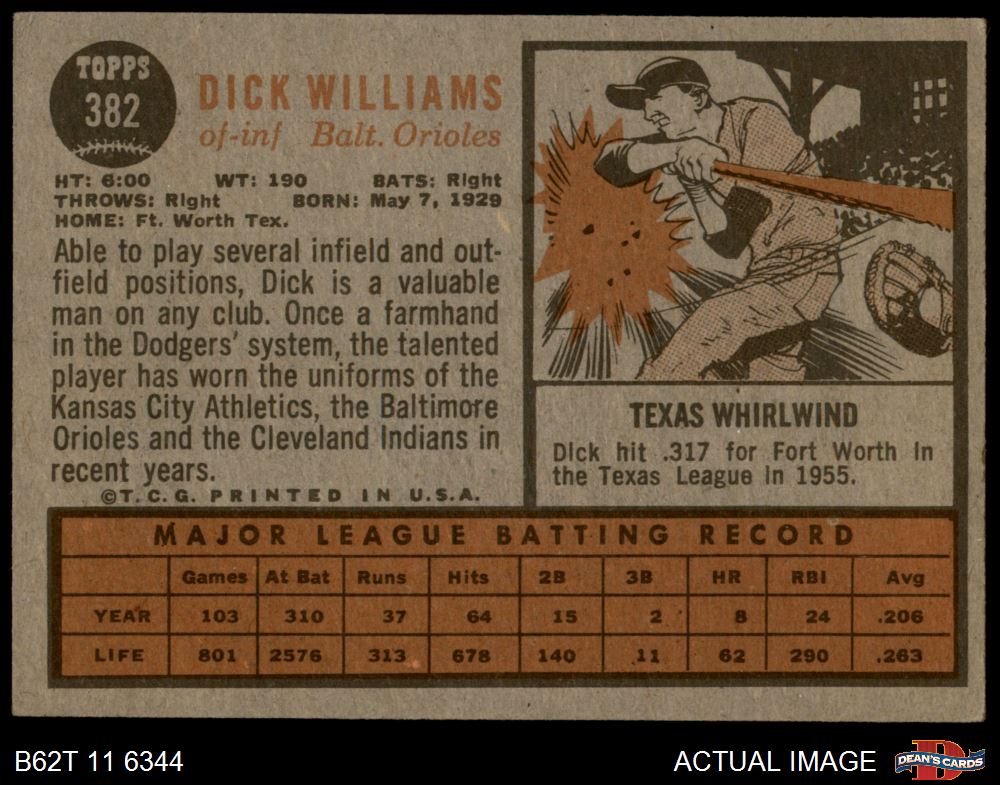 TOPPS
382
DICK WILLIAMS
of-inf Balt. Orioles
HT: 6:00 WT: 190 BATS: Right
THROWS: Right BORN: May 7, 1929
HOME: Ft. Worth Tex.
Able to play several infield and out-
field positions, Dick is a valuable
man on any club. Once a farmhand
in the Dodgers' system, the talented
player has worn the uniforms of the
Kansas City Athletics, the Baltimore
Orioles and the Cleveland Indians in
recent years.
©T.C.G. PRINTED IN U.S.A.
TEXAS WHIRLWIND
Dick hit .317 for Fort Worth in
the Texas League in 1955.
MAJOR LEAGUE BATTING RECORD
Games At Bat Runs Hits 2B 3B HR RBI Avg
YEAR 103 310 37 64 15 2 8 24 .206
LIFE 801 2576 313 678 140 11 62 290 .263
B62T 11 6344 ACTUAL IMAGE DEAN'S CARDS